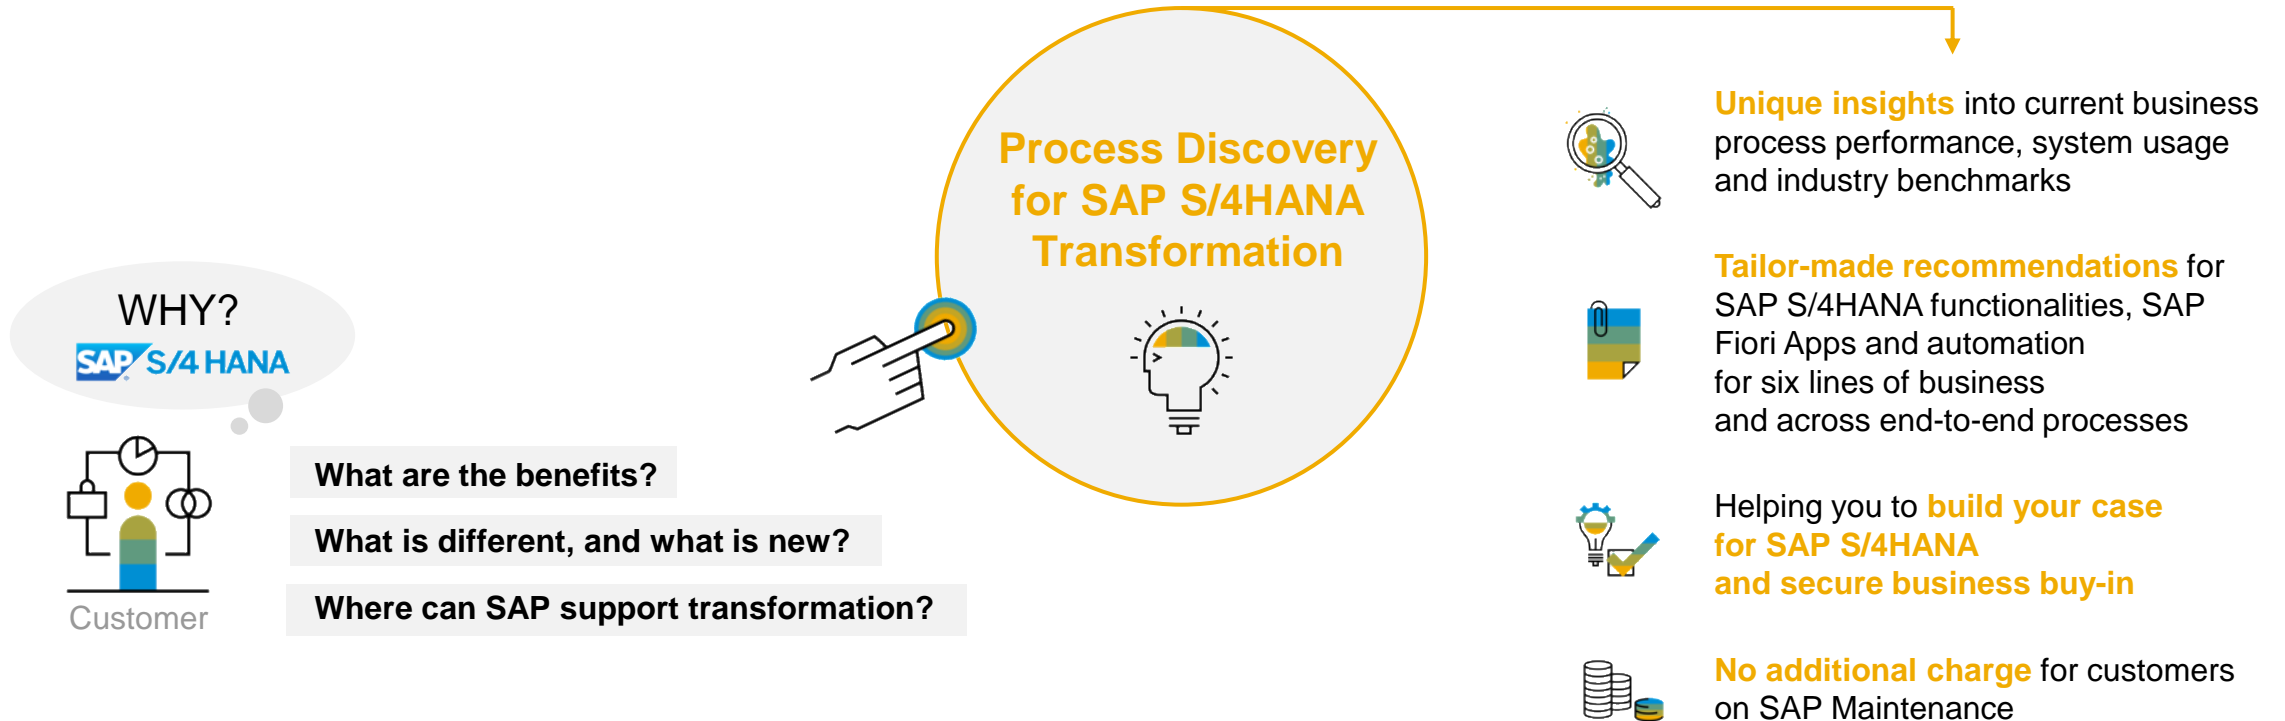 WHY?
SAP S/4 HANA
Customer
What are the benefits?
What is different, and what is new?
Where can SAP support transformation?
Process Discovery
for SAP S/4HANA
Transformation
Unique insights into current business
process performance, system usage
and industry benchmarks
Tailor-made recommendations for
SAP S/4HANA functionalities, SAP
Fiori Apps and automation
for six lines of business
and across end-to-end processes
Helping you to build your case
for SAP S/4HANA
and secure business buy-in
No additional charge for customers
on SAP Maintenance